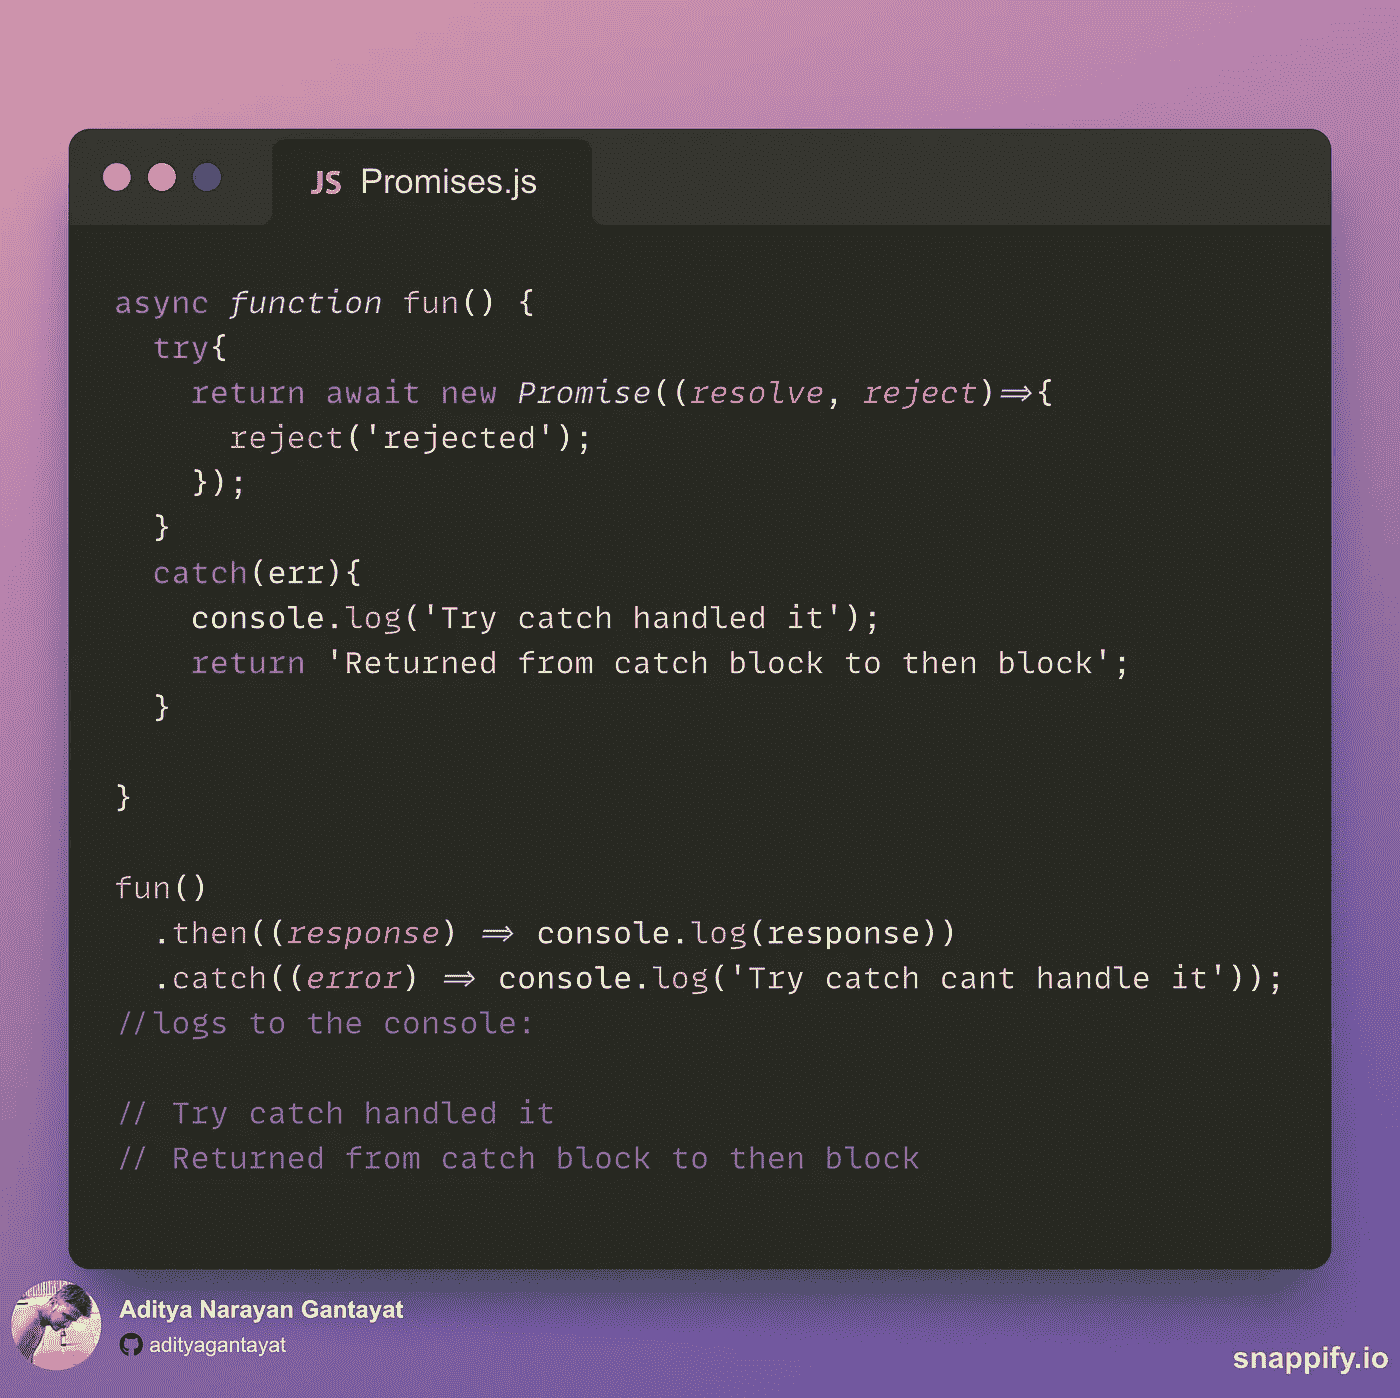 JS Promises.js
async function fun() {
try{
return await new Promise((resolve, reject)=>{
reject('rejected');
});
}
catch(err){
console.log('Try catch handled it');
return 'Returned from catch block to then block';
}
}
fun()
.then((response) => console.log(response))
.catch((error) => console.log('Try catch cant handle it'));
//logs to the console:
// Try catch handled it
// Returned from catch block to then block
Aditya Narayan Gantayat
adityagantayat
snappify.io